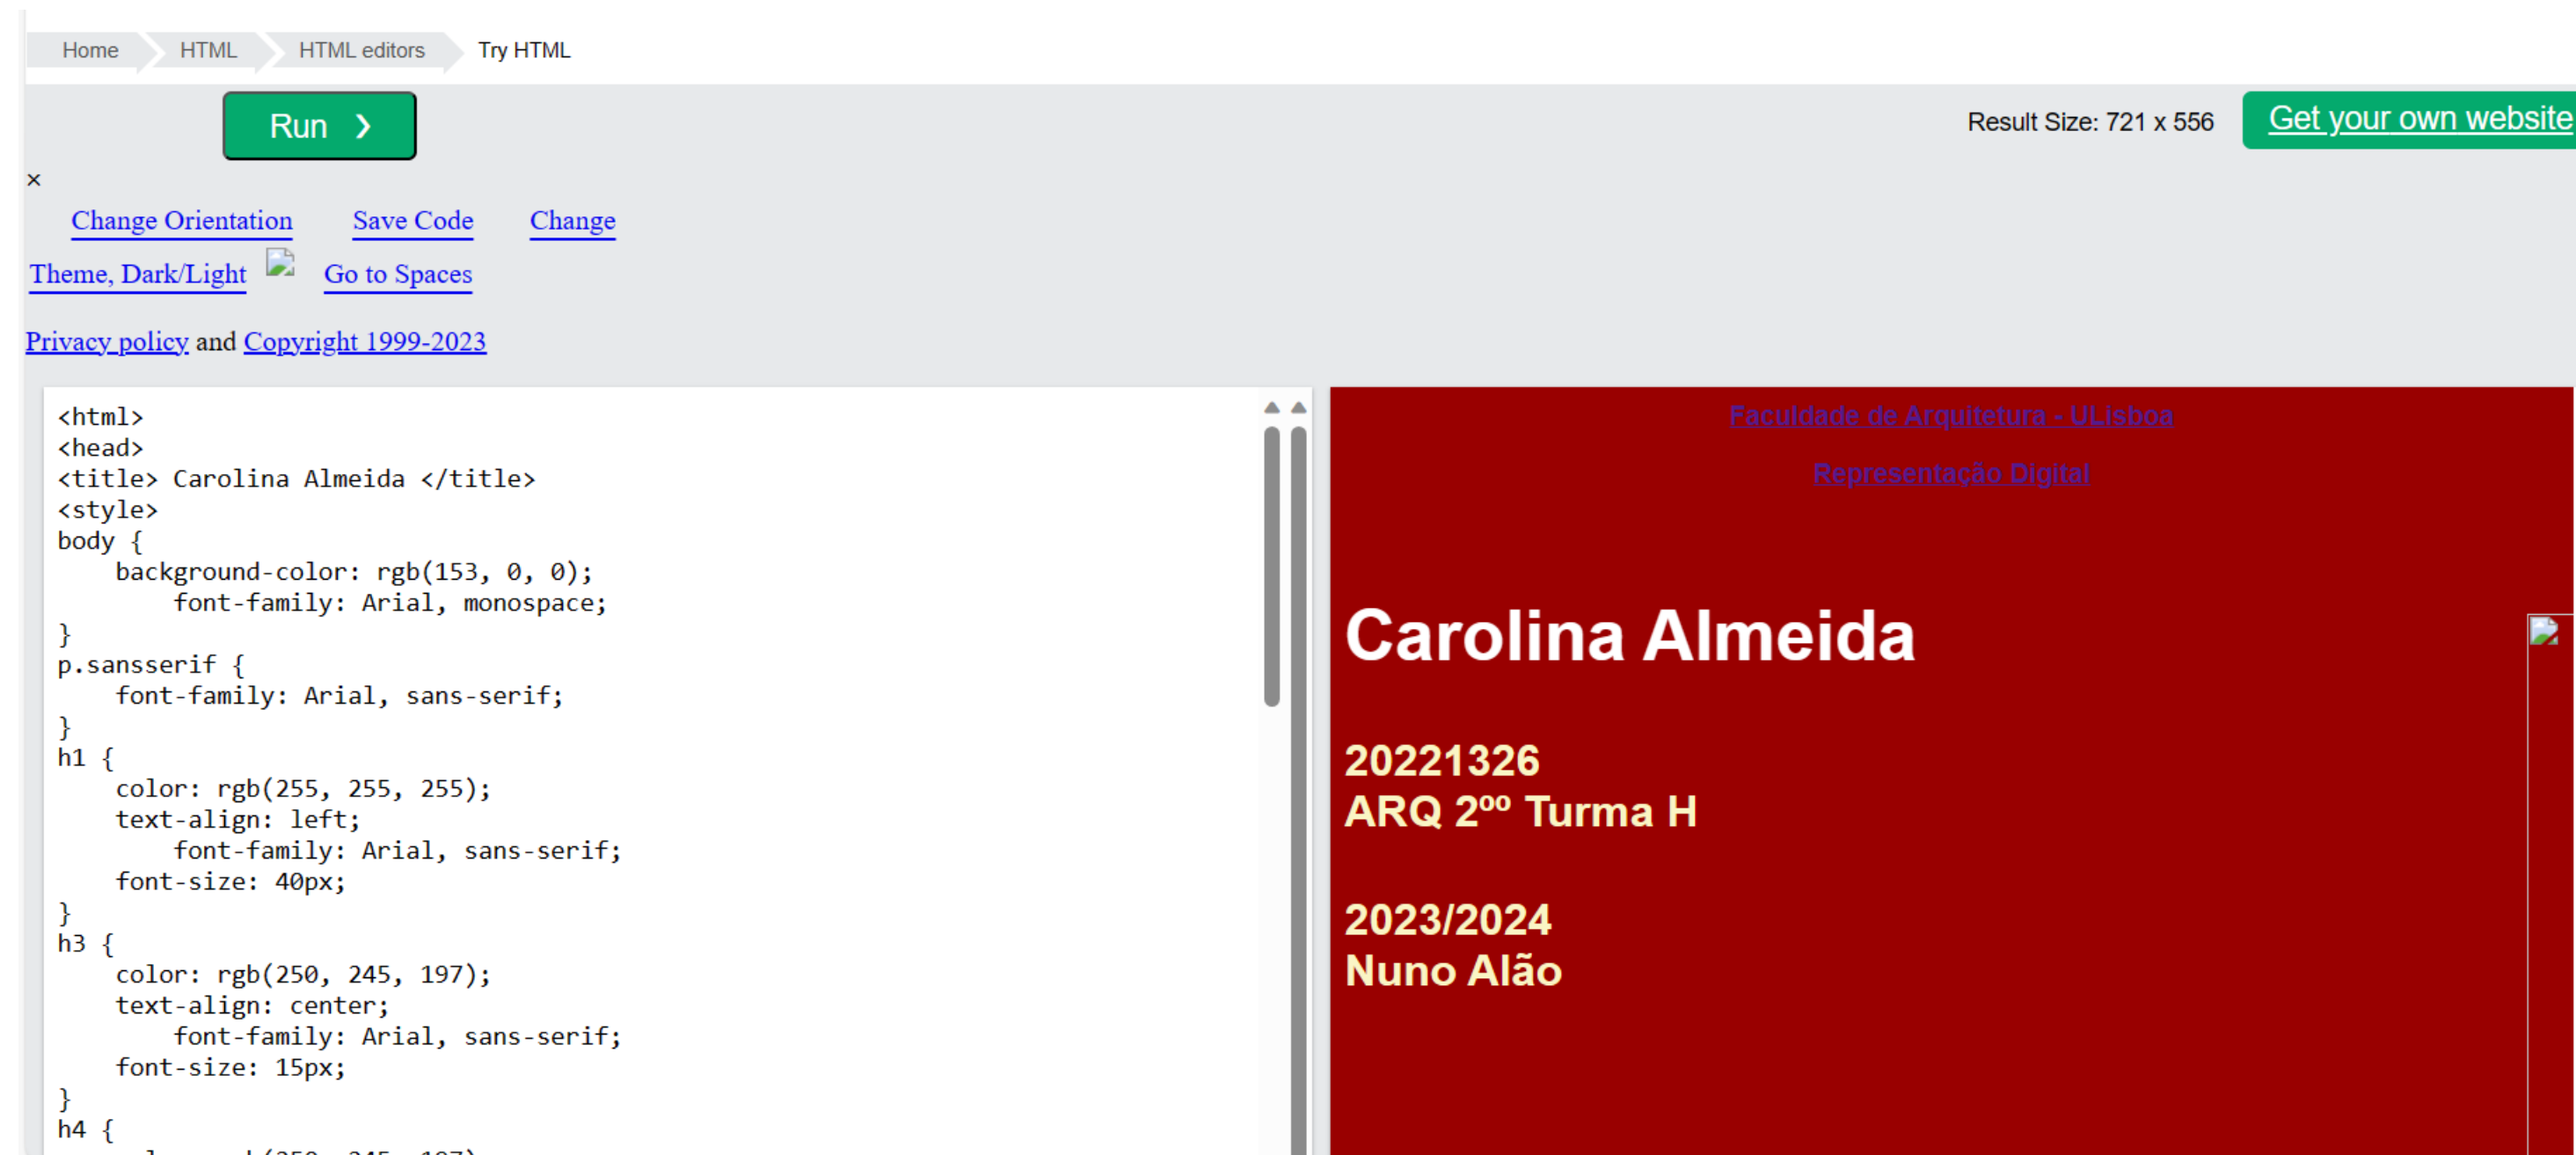 Home HTML HTML editors Try HTML
Run ❯
Result Size: 721 x 556
Get your own website
×
Change Orientation Save Code Change
Theme, Dark/Light Go to Spaces
Privacy policy and Copyright 1999-2023
<html>
<head>
<title> Carolina Almeida </title>
<style>
body {
    background-color: rgb(153, 0, 0);
        font-family: Arial, monospace;
}
p.sansserif {
    font-family: Arial, sans-serif;
}
h1 {
    color: rgb(255, 255, 255);
    text-align: left;
        font-family: Arial, sans-serif;
    font-size: 40px;
}
h3 {
    color: rgb(250, 245, 197);
    text-align: center;
        font-family: Arial, sans-serif;
    font-size: 15px;
}
h4 {
Faculdade de Arquitetura - ULisboa
Representação Digital
Carolina Almeida
20221326
ARQ 2ºº Turma H
2023/2024
Nuno Alão